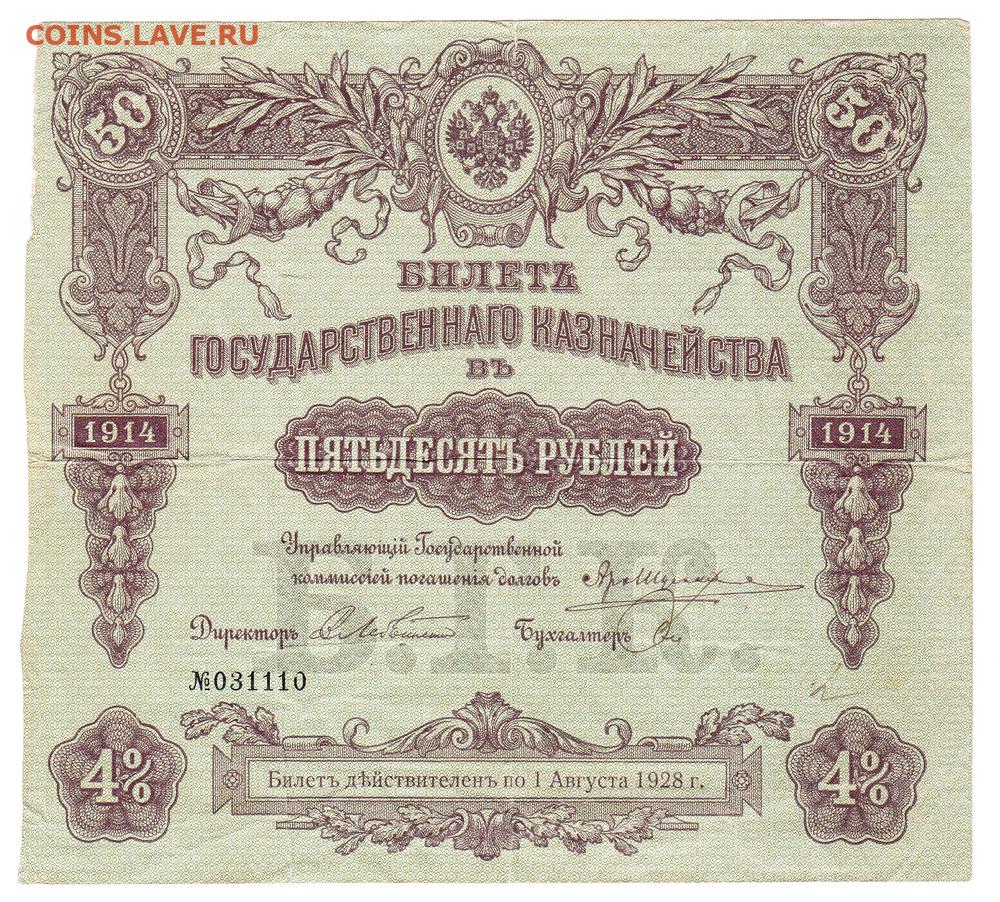 COINS.LAVE.RU
50 50
БИЛЕТЪ
ГОСУДАРСТВЕННАГО КАЗНАЧЕЙСТВА
ВЪ
1914 1914
ПЯТЬДЕСЯТЪ РУБЛЕЙ
Управляющій Государственной
коммиссіей погашенія долговъ
Директоръ Бухгалтеръ
Б.Г.К.
№031110
4% 4%
Билетъ дѣйствителенъ по 1 Августа 1928 г.